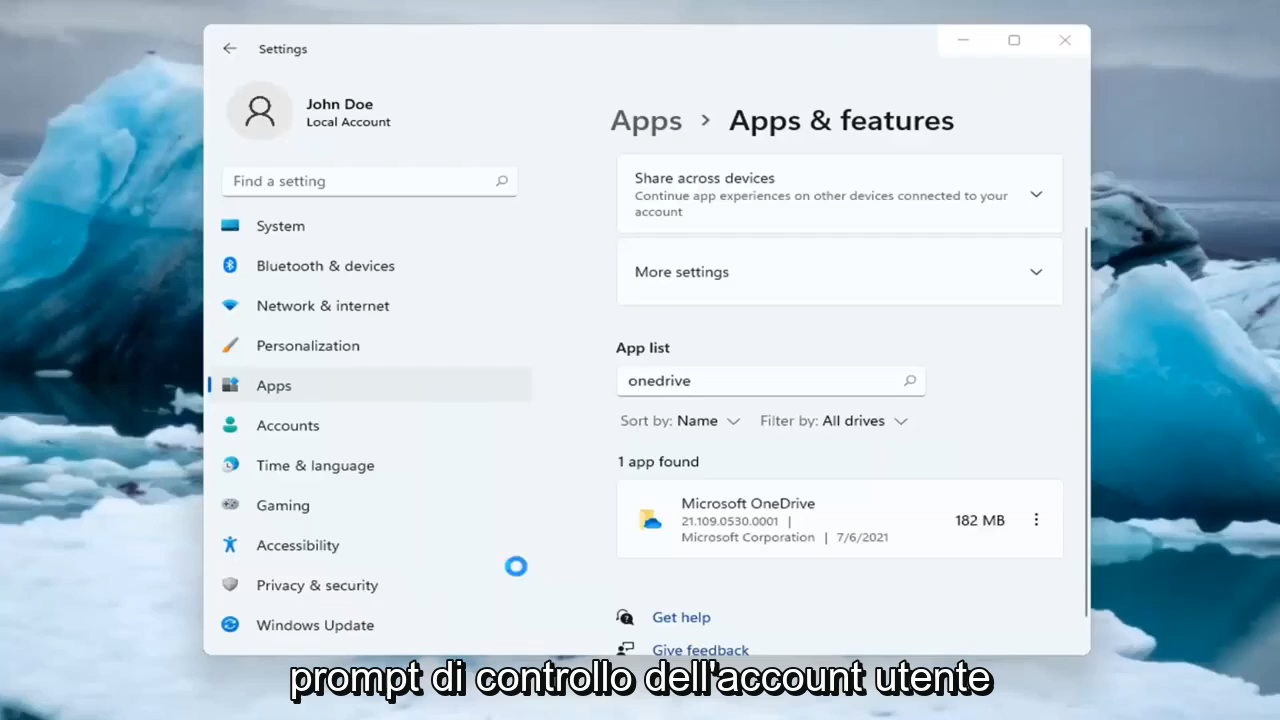 Settings
John Doe
Local Account
Find a setting
System
Bluetooth & devices
Network & internet
Personalization
Apps
Accounts
Time & language
Gaming
Accessibility
Privacy & security
Windows Update
Apps > Apps & features
Share across devices
Continue app experiences on other devices connected to your
account
More settings
App list
onedrive
Sort by: Name Filter by: All drives
1 app found
Microsoft OneDrive
21.109.0530.0001 |
Microsoft Corporation | 7/6/2021
182 MB
Get help
Give feedback
prompt di controllo dell'account utente